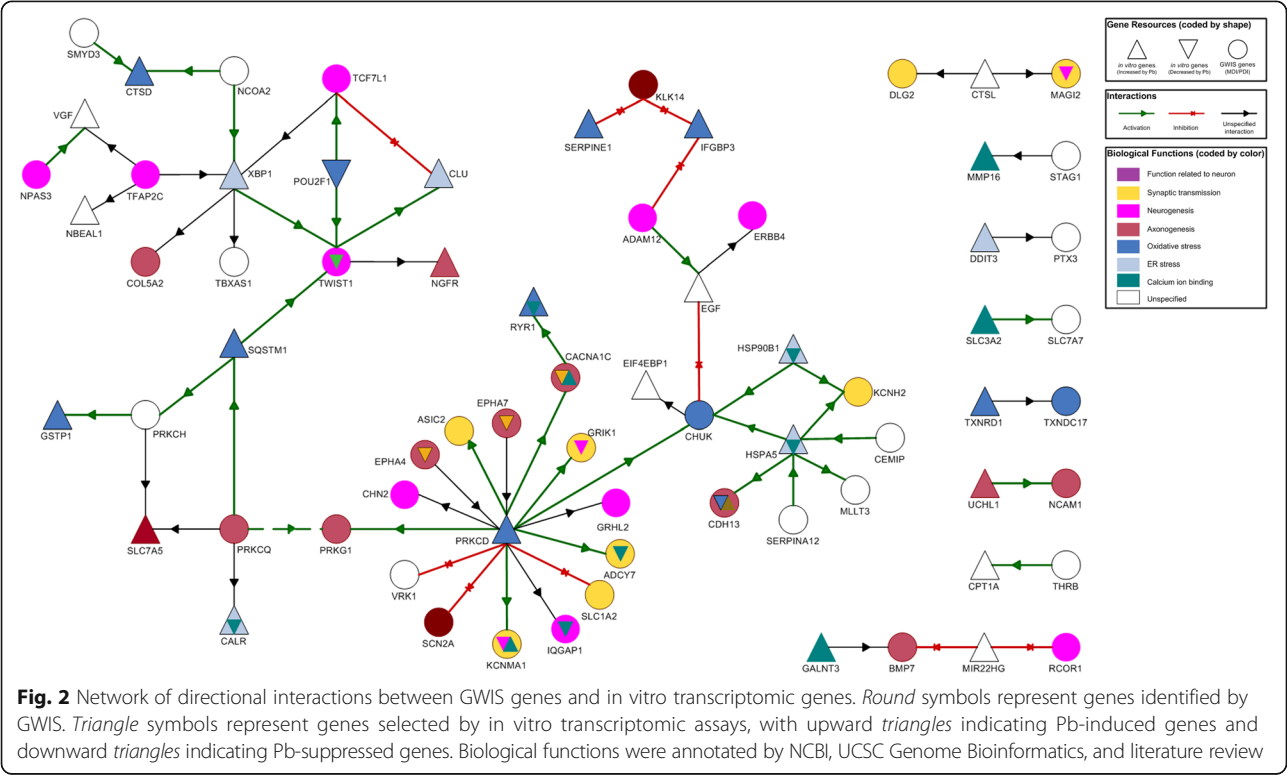 SMYD3
CTSD
NCOA2
TCF7L1
VGF
XBP1
POU2F1
CLU
NPAS3
TFAP2C
NBEAL1
COL5A2
TBXAS1
TWIST1
NGFR
SQSTM1
GSTP1
PRKCH
SLC7A5
PRKCQ
PRKG1
CALR
KLK14
SERPINE1
IFGBP3
ADAM12
ERBB4
EGF
RYR1
CACNA1C
EIF4EBP1
HSP90B1
KCNH2
CHUK
HSPA5
CEMIP
CDH13
MLLT3
SERPINA12
ASIC2
EPHA7
GRIK1
EPHA4
CHN2
GRHL2
PRKCD
ADCY7
VRK1
SLC1A2
SCN2A
IQGAP1
KCNMA1
DLG2
CTSL
MAGI2
MMP16
STAG1
DDIT3
PTX3
SLC3A2
SLC7A7
TXNRD1
TXNDC17
UCHL1
NCAM1
CPT1A
THRB
GALNT3
BMP7
MIR22HG
RCOR1
Gene Resources (coded by shape)
in vitro genes
(Increased by Pb)
in vitro genes
(Decreased by Pb)
GWIS genes
(MDI/PDI)
Interactions
Activation
Inhibition
Unspecified
interaction
Biological Functions (coded by color)
Function related to neuron
Synaptic transmission
Neurogenesis
Axonogenesis
Oxidative stress
ER stress
Calcium ion binding
Unspecified
Fig. 2 Network of directional interactions between GWIS genes and in vitro transcriptomic genes. Round symbols represent genes identified by
GWIS. Triangle symbols represent genes selected by in vitro transcriptomic assays, with upward triangles indicating Pb-induced genes and
downward triangles indicating Pb-suppressed genes. Biological functions were annotated by NCBI, UCSC Genome Bioinformatics, and literature review